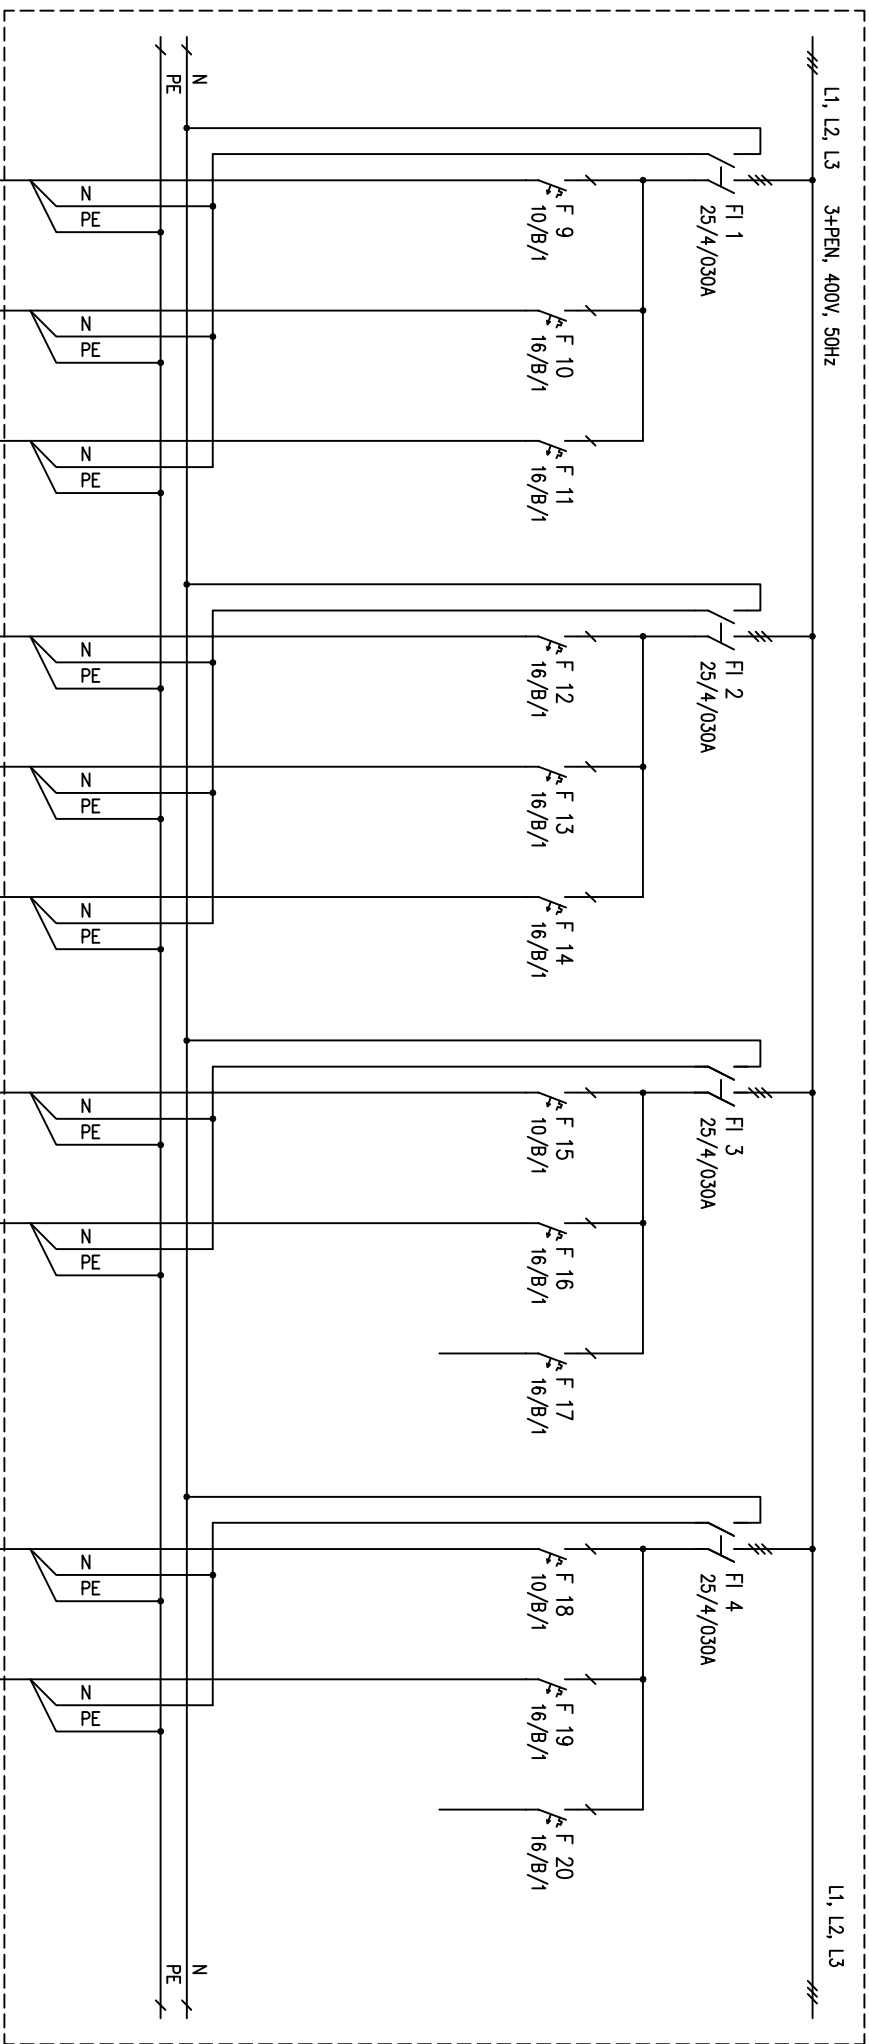 L1, L2, L3 3+PEN, 400V, 50Hz
L1, L2, L3
FI 1
25/4/030A
FI 2
25/4/030A
FI 3
25/4/030A
FI 4
25/4/030A
F 9
10/B/1
F 10
16/B/1
F 11
16/B/1
F 12
16/B/1
F 13
16/B/1
F 14
16/B/1
F 15
10/B/1
F 16
16/B/1
F 17
16/B/1
F 18
10/B/1
F 19
16/B/1
F 20
16/B/1
N
PE
N
PE
N
PE
N
PE
N
PE
N
PE
N
PE
N
PE
N
PE
N
PE
N
PE
N
PE